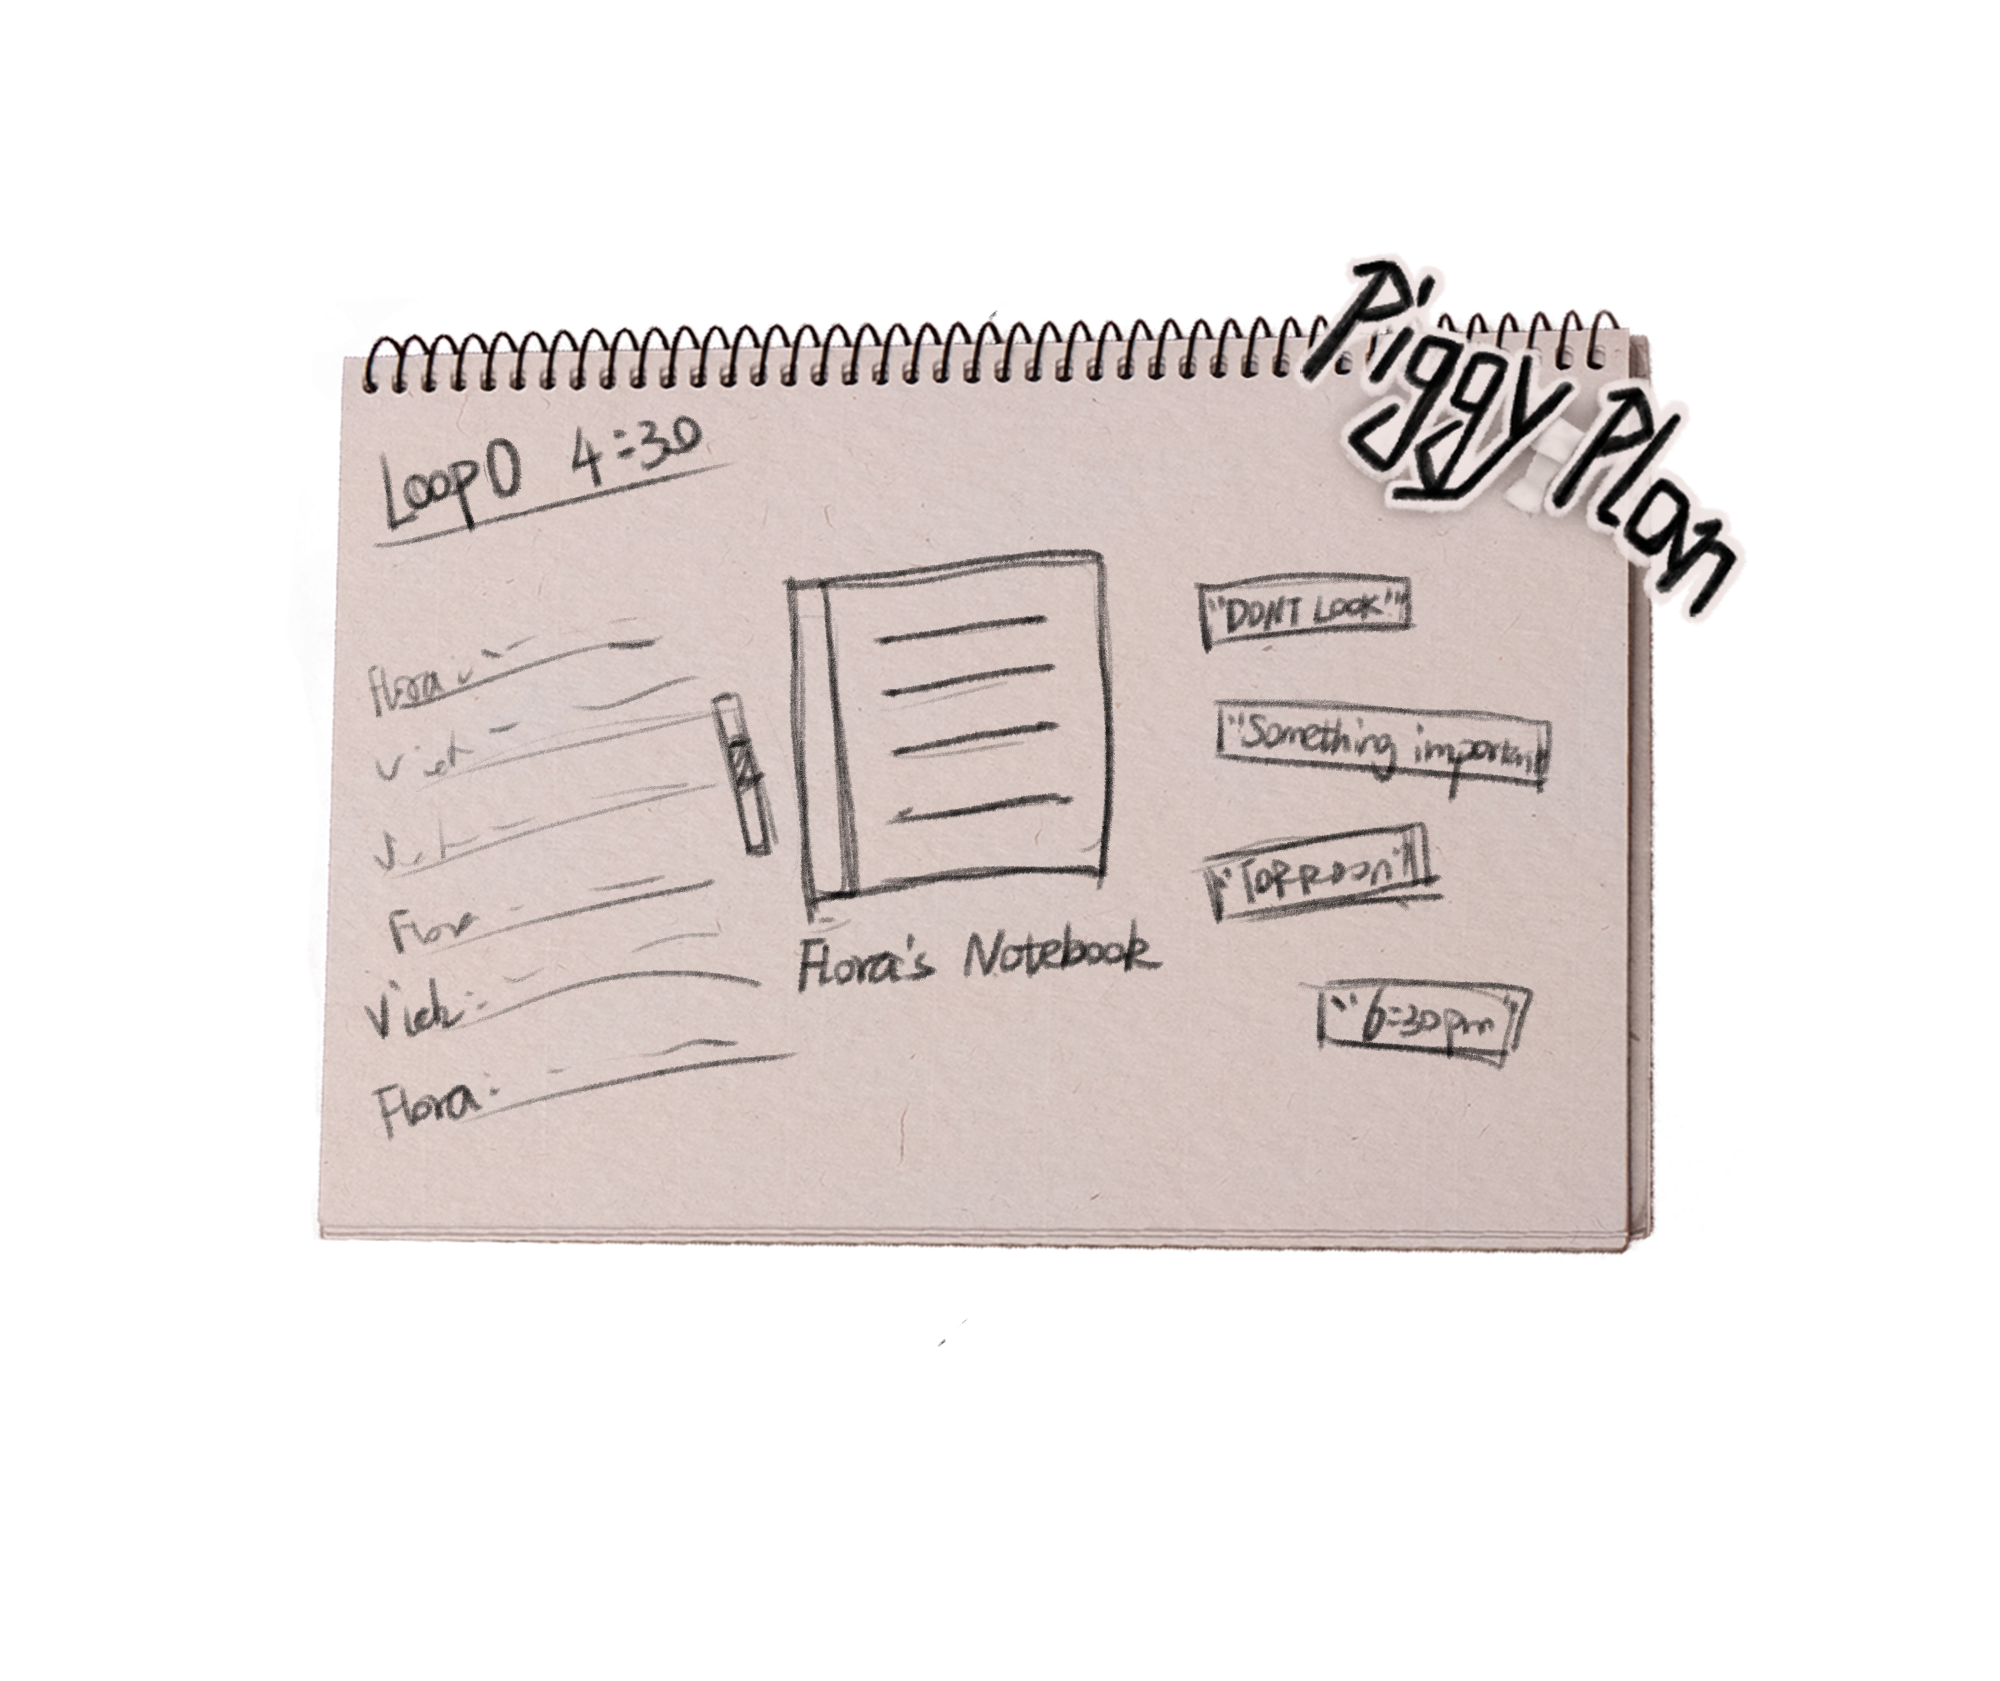 Piggy Plan
Loop0 4:30
Flora:
Vick
Vick
Flora
Vick:
Flora:
Flora's Notebook
"DONT LOOK"
"Something important
"6:30pm"